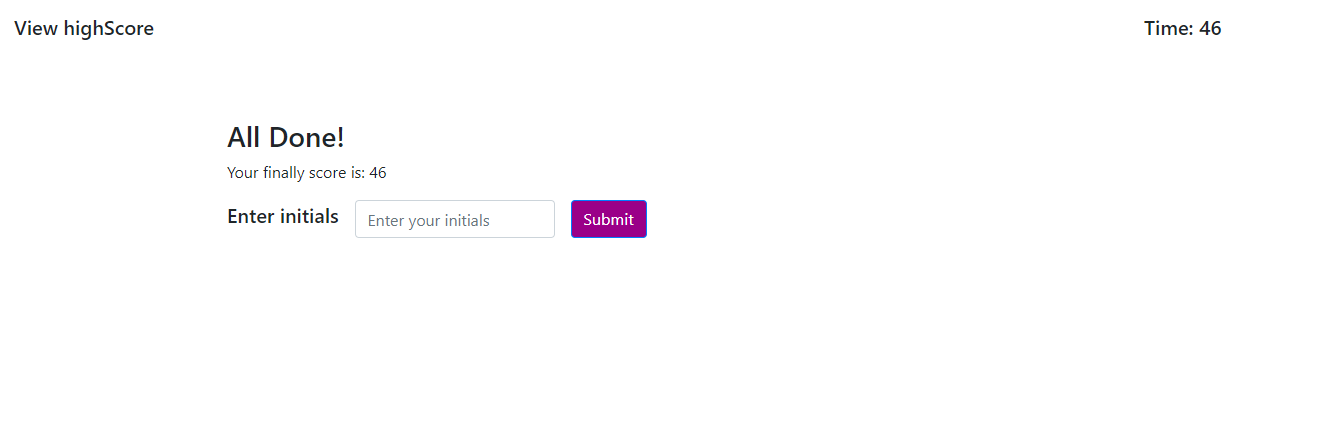 View highScore
Time: 46
All Done!
Your finally score is: 46
Enter initials
Enter your initials
Submit